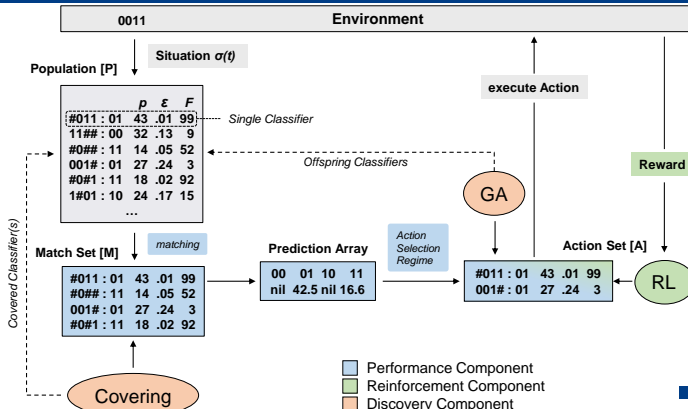 0011
Environment
Situation σ(t)
Population [P]
p ε F
#011 : 01 43 .01 99
11## : 00 32 .13 9
#0## : 11 14 .05 52
001# : 01 27 .24 3
#0#1 : 11 18 .02 92
1#01 : 10 24 .17 15
...
Single Classifier
Offspring Classifiers
execute Action
Reward
GA
Covered Classifier(s)
matching
Match Set [M]
#011 : 01 43 .01 99
#0## : 11 14 .05 52
001# : 01 27 .24 3
#0#1 : 11 18 .02 92
Prediction Array
00 01 10 11
nil 42.5 nil 16.6
Action
Selection
Regime
Action Set [A]
#011 : 01 43 .01 99
001# : 01 27 .24 3
RL
Covering
Performance Component
Reinforcement Component
Discovery Component